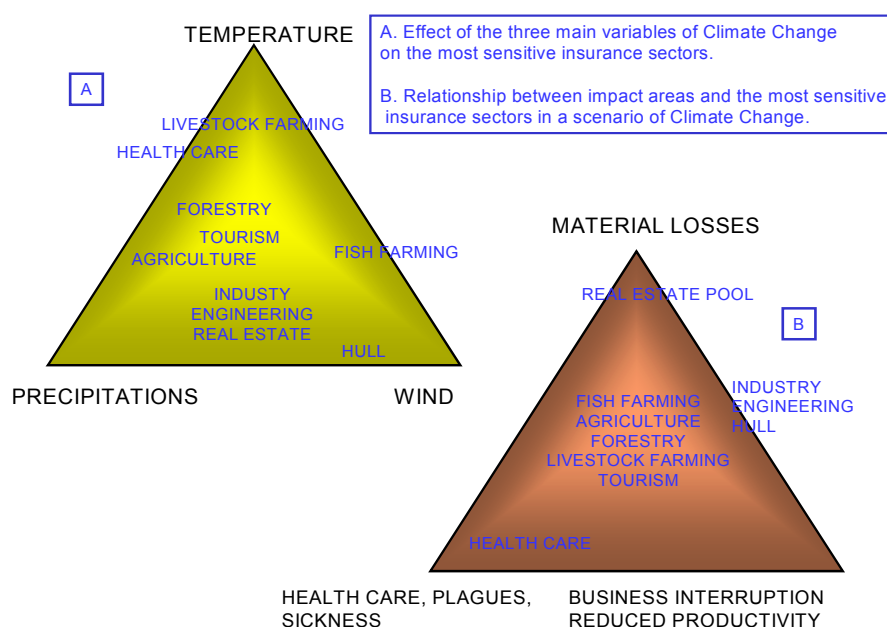 TEMPERATURE
A. Effect of the three main variables of Climate Change
on the most sensitive insurance sectors.
B. Relationship between impact areas and the most sensitive
insurance sectors in a scenario of Climate Change.
A
LIVESTOCK FARMING
HEALTH CARE
FORESTRY
TOURISM
FISH FARMING
AGRICULTURE
INDUSTY
ENGINEERING
REAL ESTATE
HULL
PRECIPITATIONS
WIND
MATERIAL LOSSES
REAL ESTATE POOL
B
INDUSTRY
ENGINEERING
HULL
FISH FARMING
AGRICULTURE
FORESTRY
LIVESTOCK FARMING
TOURISM
HEALTH CARE
HEALTH CARE, PLAGUES,
SICKNESS
BUSINESS INTERRUPTION
REDUCED PRODUCTIVITY